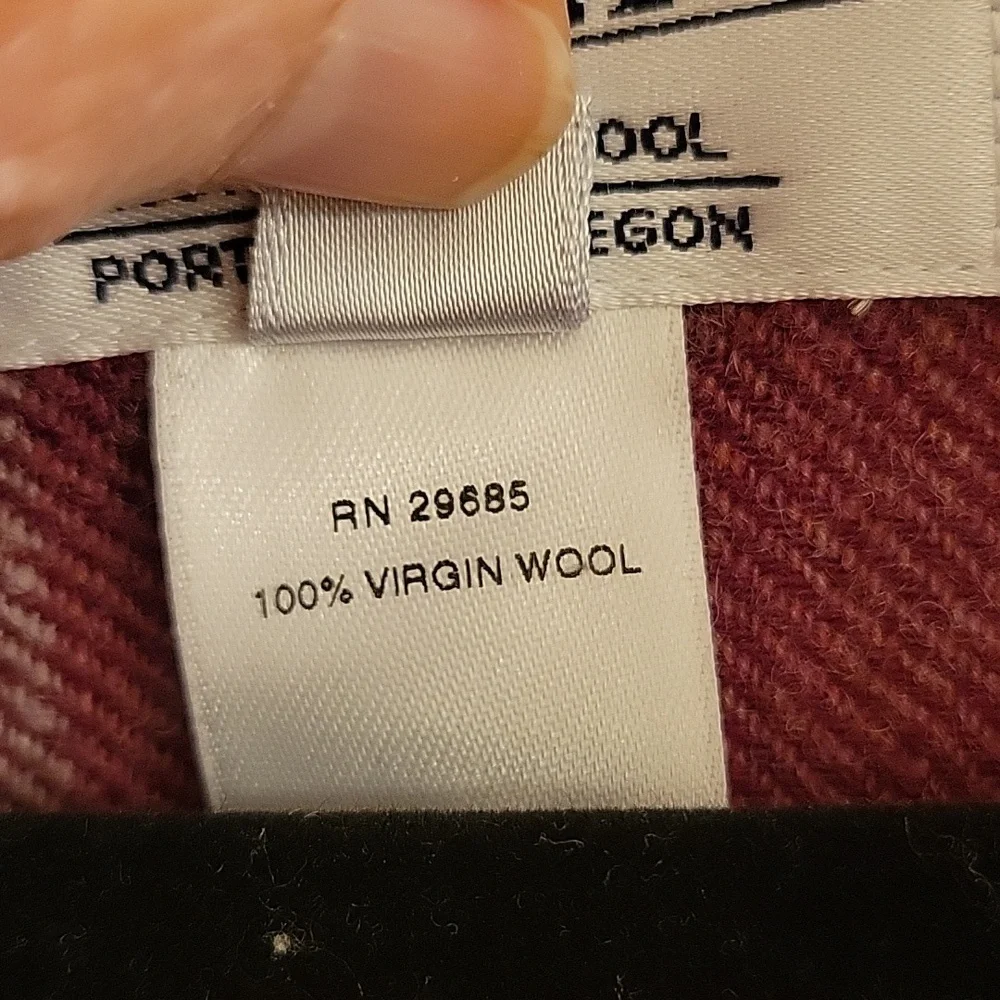 OOL
PORT EGON
RN 29685
100% VIRGIN WOOL